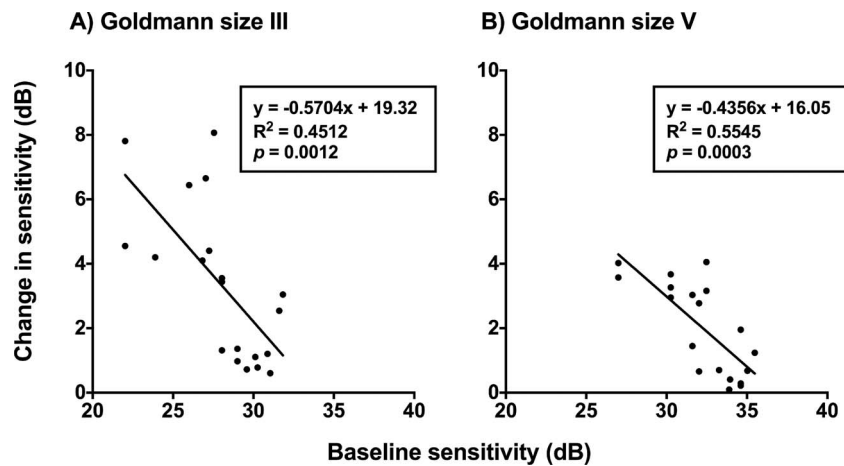 A) Goldmann size III
B) Goldmann size V
Change in sensitivity (dB)
10
8
6
4
2
0
y = -0.5704x + 19.32
R² = 0.4512
p = 0.0012
20
25
30
35
40
10
8
6
4
2
0
y = -0.4356x + 16.05
R² = 0.5545
p = 0.0003
20
25
30
35
40
Baseline sensitivity (dB)